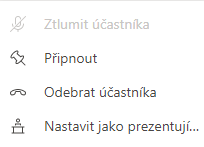 Ztlumit účastníka
Připnout
Odebrat účastníka
Nastavit jako prezentují...